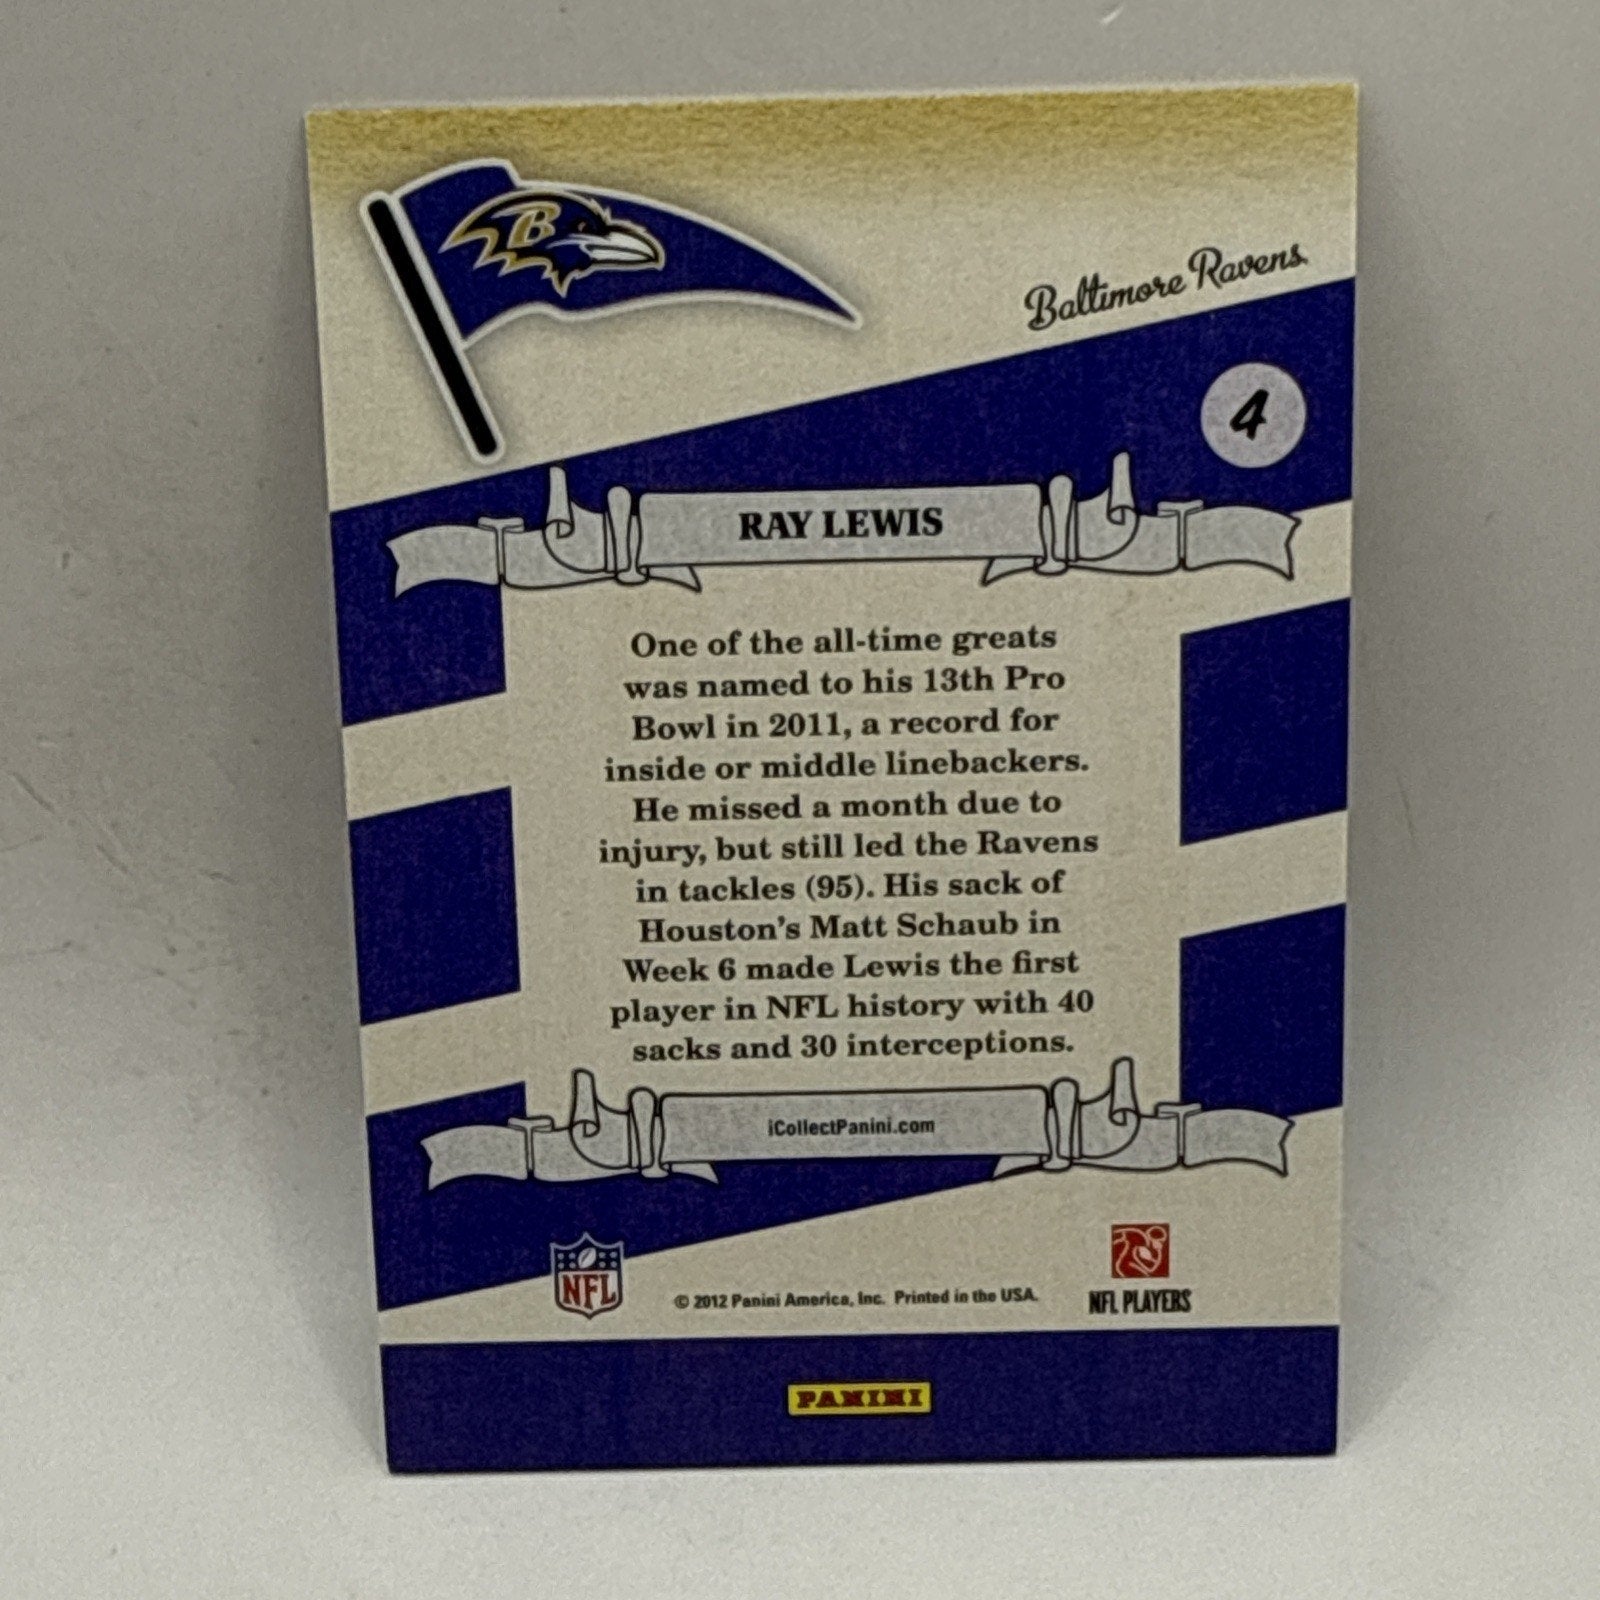 B
Baltimore Ravens
4
RAY LEWIS
One of the all-time greats
was named to his 13th Pro
Bowl in 2011, a record for
inside or middle linebackers.
He missed a month due to
injury, but still led the Ravens
in tackles (95). His sack of
Houston's Matt Schaub in
Week 6 made Lewis the first
player in NFL history with 40
sacks and 30 interceptions.
iCollectPanini.com
NFL
© 2012 Panini America, Inc. Printed in the USA.
NFL PLAYERS
PANINI